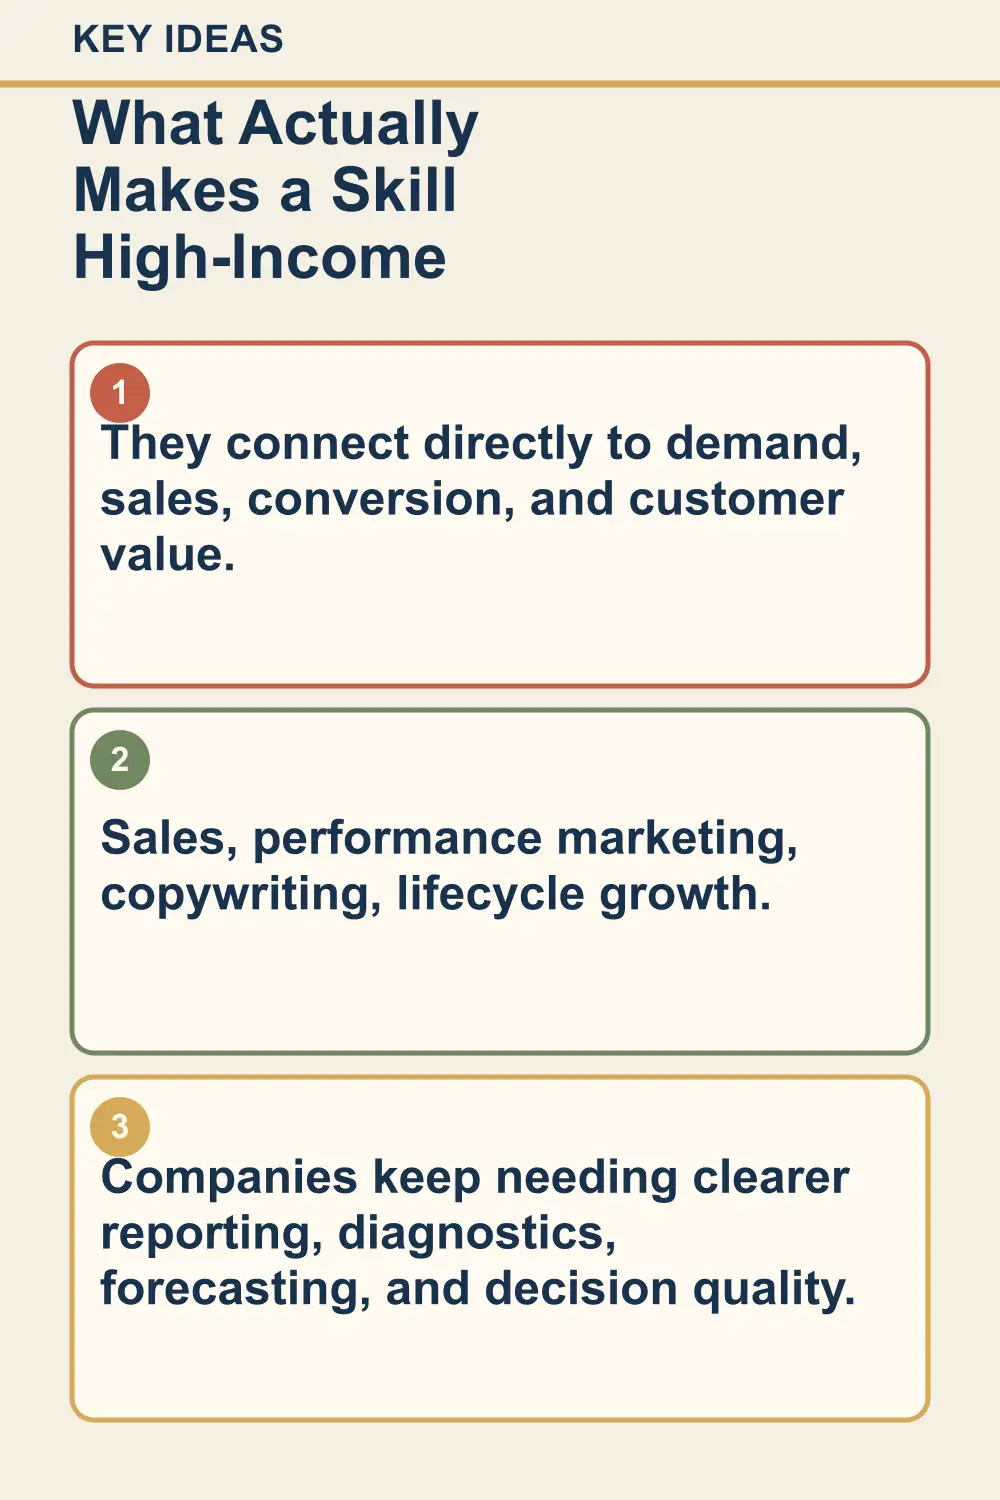 KEY IDEAS
What Actually
Makes a Skill
High-Income
1
They connect directly to demand,
sales, conversion, and customer
value.
2
Sales, performance marketing,
copywriting, lifecycle growth.
3
Companies keep needing clearer
reporting, diagnostics,
forecasting, and decision quality.